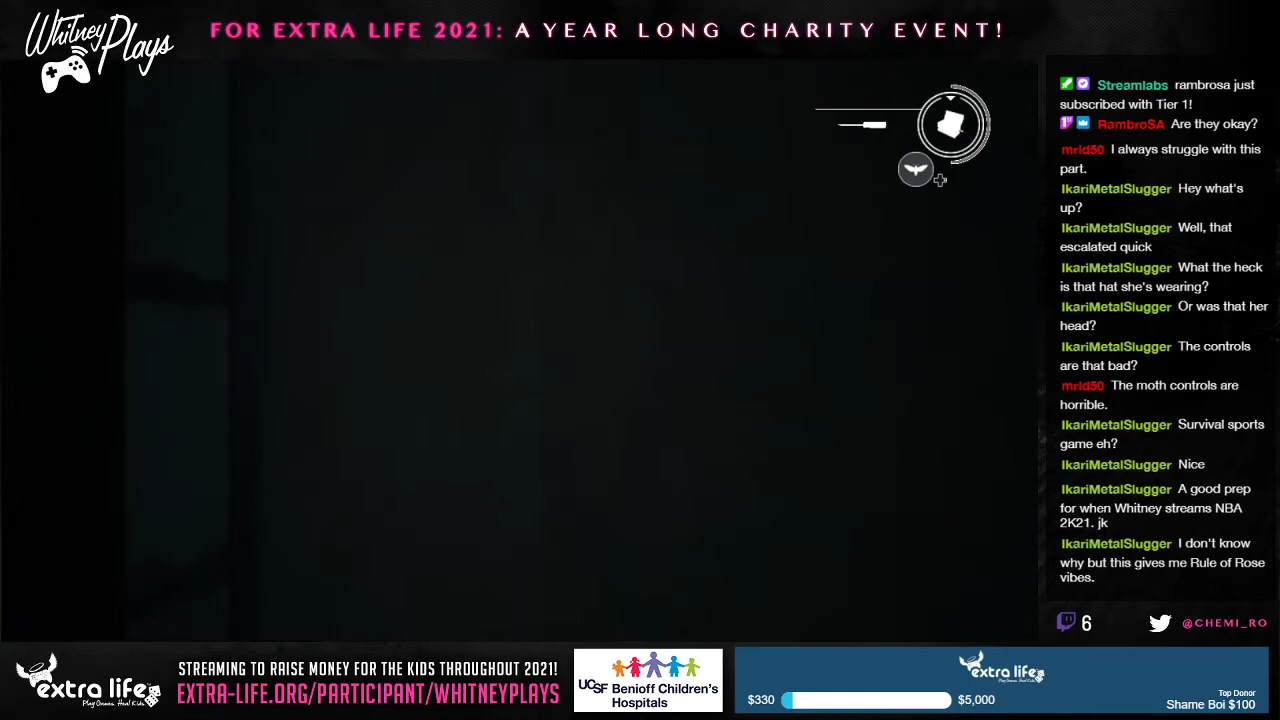 Whitney Plays
FOR EXTRA LIFE 2021: A YEAR LONG CHARITY EVENT!
Streamlabs rambrosa just
subscribed with Tier 1!
RambroSA Are they okay?
mrld50 I always struggle with this
part.
IkariMetalSlugger Hey what's
up?
IkariMetalSlugger Well, that
escalated quick
IkariMetalSlugger What the heck
is that hat she's wearing?
IkariMetalSlugger Or was that her
head?
IkariMetalSlugger The controls
are that bad?
mrld50 The moth controls are
horrible.
IkariMetalSlugger Survival sports
game eh?
IkariMetalSlugger Nice
IkariMetalSlugger A good prep
for when Whitney streams NBA
2K21. jk
IkariMetalSlugger I don't know
why but this gives me Rule of Rose
vibes.
6
@CHEMI_RO
extra life
Play Games. Heal Kids.
STREAMING TO RAISE MONEY FOR THE KIDS THROUGHOUT 2021!
EXTRA-LIFE.ORG/PARTICIPANT/WHITNEYPLAYS
UCSF Benioff Children's
Hospitals
extra life
$330
$5,000
Top Donor
Shame Boi $100